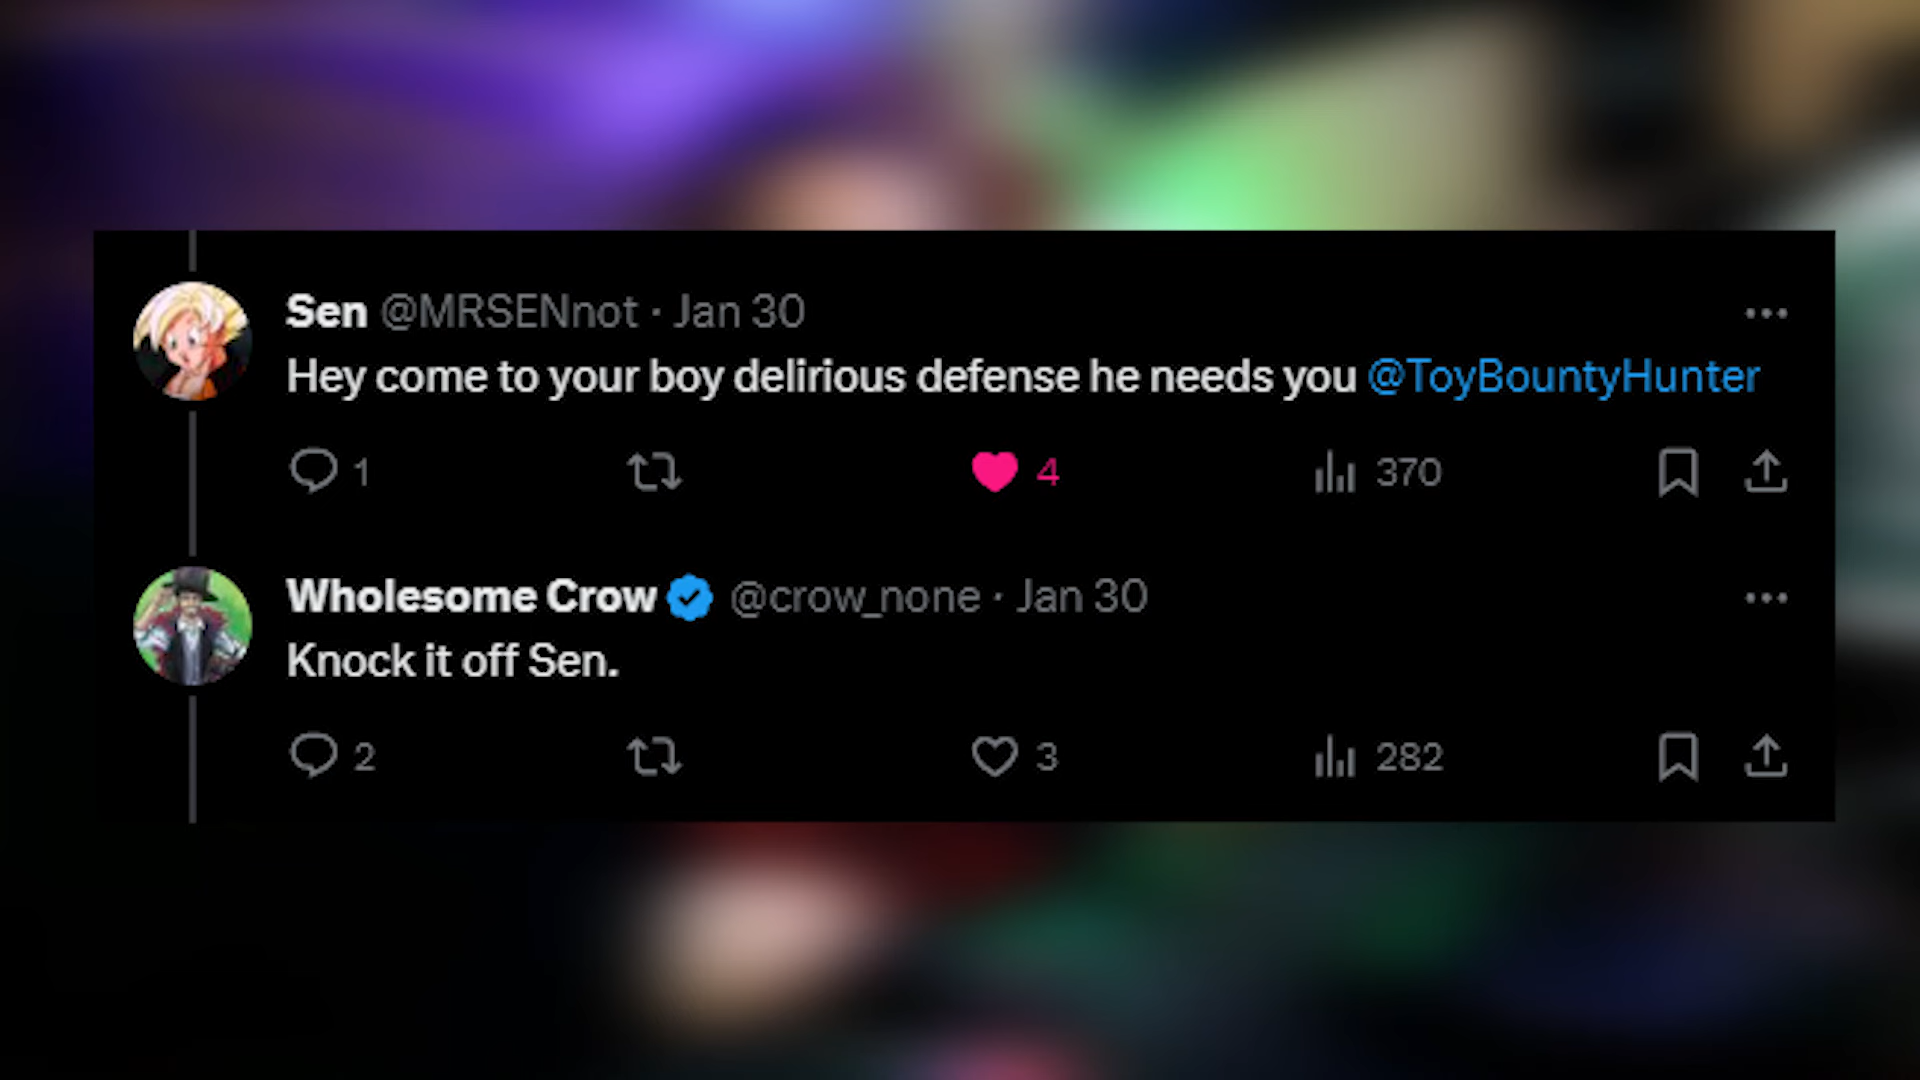 Sen @MRSENnot · Jan 30
Hey come to your boy delirious defense he needs you @ToyBountyHunter
1 4 370
Wholesome Crow @crow_none · Jan 30
Knock it off Sen.
2 3 282